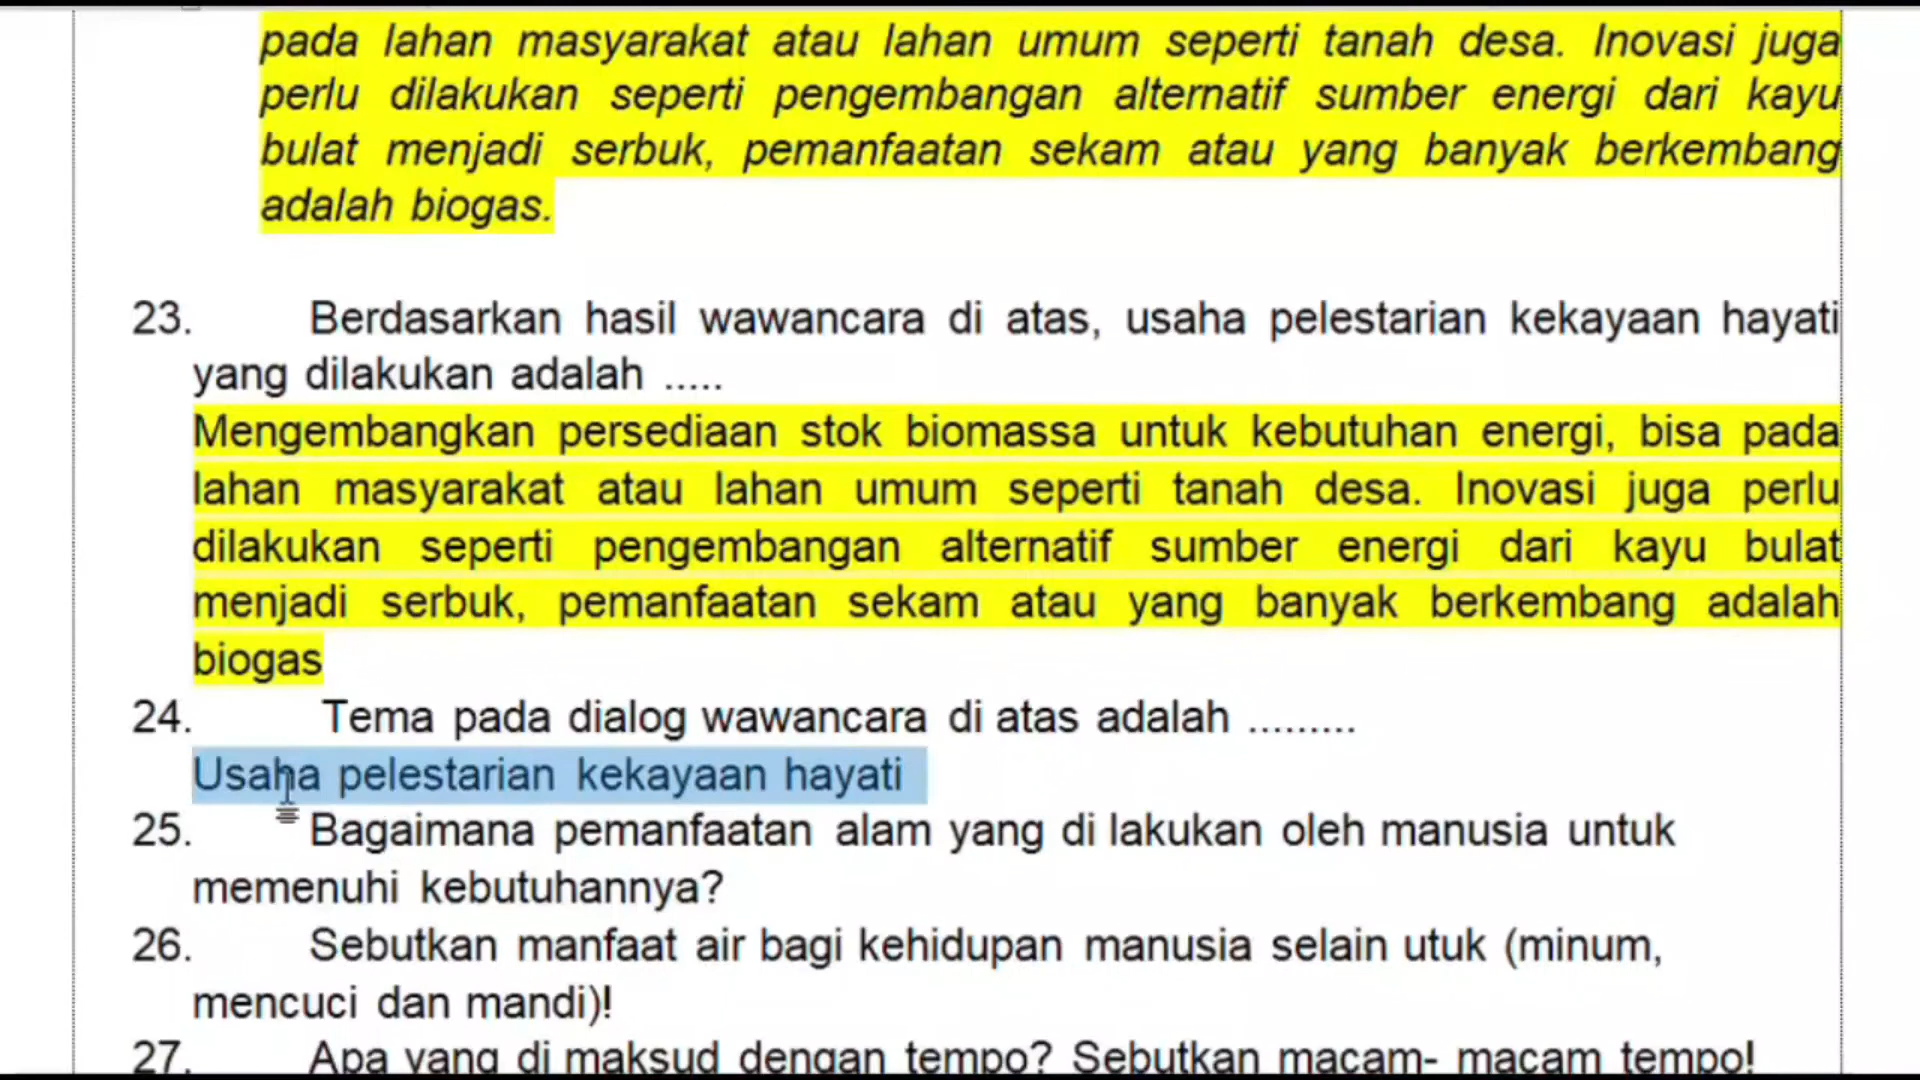 pada lahan masyarakat atau lahan umum seperti tanah desa. Inovasi juga
perlu dilakukan seperti pengembangan alternatif sumber energi dari kayu
bulat menjadi serbuk, pemanfaatan sekam atau yang banyak berkembang
adalah biogas.
23. Berdasarkan hasil wawancara di atas, usaha pelestarian kekayaan hayati
yang dilakukan adalah .....
Mengembangkan persediaan stok biomassa untuk kebutuhan energi, bisa pada
lahan masyarakat atau lahan umum seperti tanah desa. Inovasi juga perlu
dilakukan seperti pengembangan alternatif sumber energi dari kayu bulat
menjadi serbuk, pemanfaatan sekam atau yang banyak berkembang adalah
biogas
24. Tema pada dialog wawancara di atas adalah .........
Usaha pelestarian kekayaan hayati
25. Bagaimana pemanfaatan alam yang di lakukan oleh manusia untuk
memenuhi kebutuhannya?
26. Sebutkan manfaat air bagi kehidupan manusia selain utuk (minum,
mencuci dan mandi)!
27. Apa yang di maksud dengan tempo? Sebutkan macam- macam tempo!